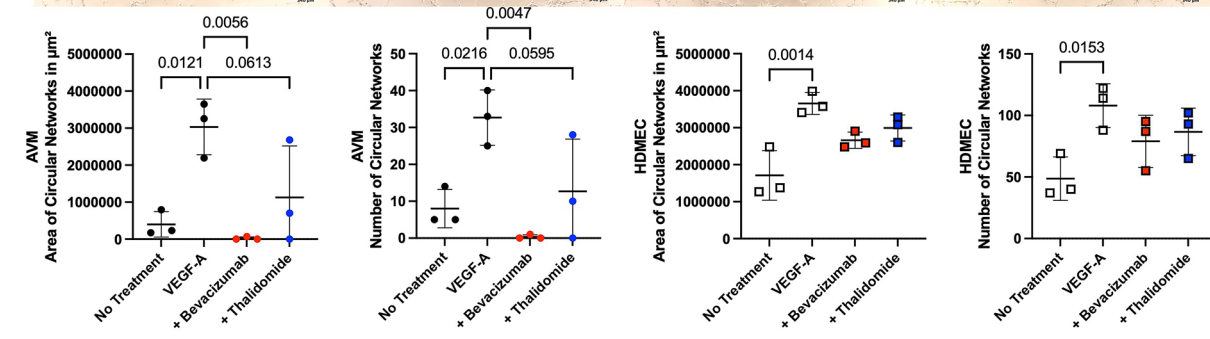 0.0056
0.0121 0.0613
AVM
Area of Circular Networks in µm²
5000000
4000000
3000000
2000000
1000000
0
No Treatment
VEGF-A
+ Bevacizumab
+ Thalidomide
0.0047
0.0216 0.0595
AVM
Number of Circular Networks
50
40
30
20
10
0
No Treatment
VEGF-A
+ Bevacizumab
+ Thalidomide
0.0014
HDMEC
Area of Circular Networks in µm²
5000000
4000000
3000000
2000000
1000000
0
No Treatment
VEGF-A
+ Bevacizumab
+ Thalidomide
0.0153
HDMEC
Number of Circular Networks
150
100
50
0
No Treatment
VEGF-A
+ Bevacizumab
+ Thalidomide